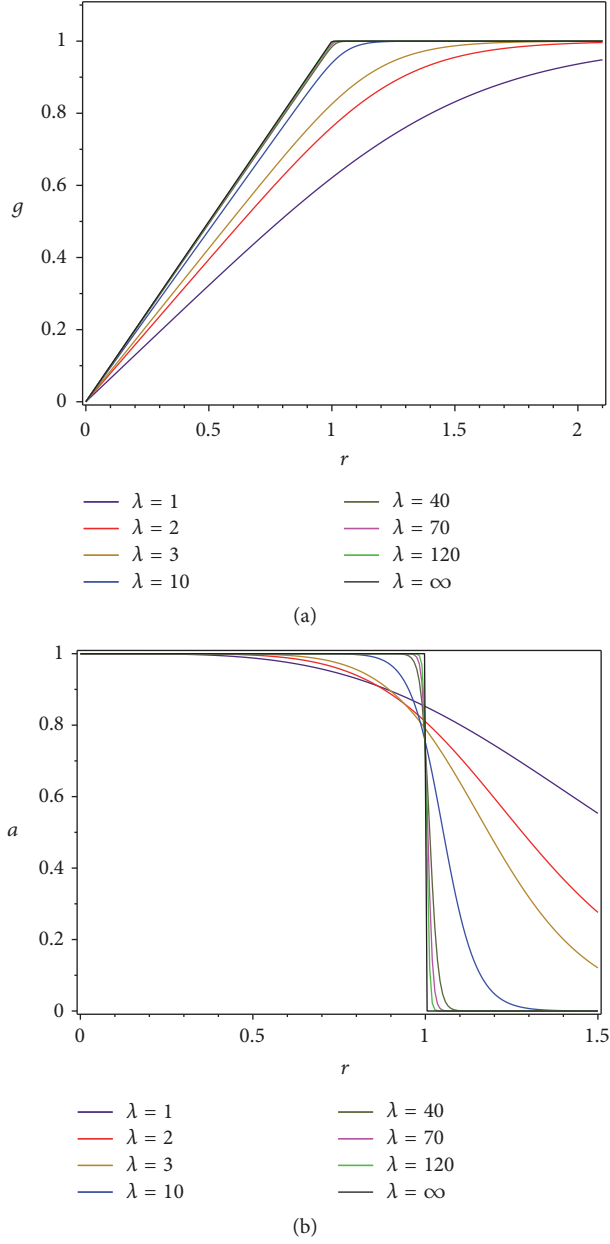 1
0.8
0.6
g
0.4
0.2
0
0 0.5 1 1.5 2
r
λ = 1 λ = 40
λ = 2 λ = 70
λ = 3 λ = 120
λ = 10 λ = ∞
(a)
1
0.8
0.6
a
0.4
0.2
0
0 0.5 1 1.5
r
λ = 1 λ = 40
λ = 2 λ = 70
λ = 3 λ = 120
λ = 10 λ = ∞
(b)